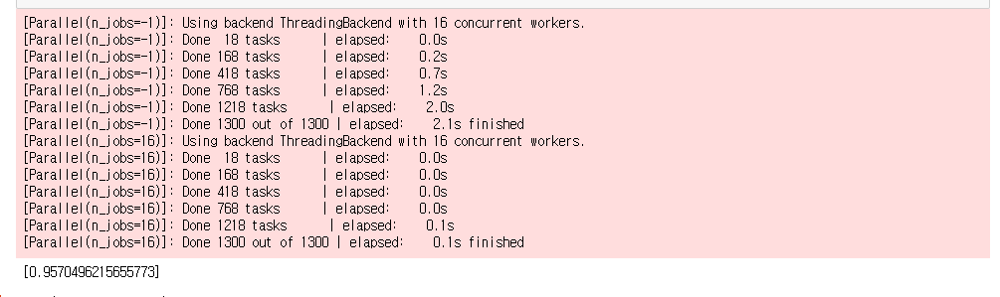 [Parallel(n_jobs=-1)]: Using backend ThreadingBackend with 16 concurrent workers.
[Parallel(n_jobs=-1)]: Done  18 tasks      | elapsed:    0.0s
[Parallel(n_jobs=-1)]: Done 168 tasks      | elapsed:    0.2s
[Parallel(n_jobs=-1)]: Done 418 tasks      | elapsed:    0.7s
[Parallel(n_jobs=-1)]: Done 768 tasks      | elapsed:    1.2s
[Parallel(n_jobs=-1)]: Done 1218 tasks      | elapsed:    2.0s
[Parallel(n_jobs=-1)]: Done 1300 out of 1300 | elapsed:    2.1s finished
[Parallel(n_jobs=16)]: Using backend ThreadingBackend with 16 concurrent workers.
[Parallel(n_jobs=16)]: Done  18 tasks      | elapsed:    0.0s
[Parallel(n_jobs=16)]: Done 168 tasks      | elapsed:    0.0s
[Parallel(n_jobs=16)]: Done 418 tasks      | elapsed:    0.0s
[Parallel(n_jobs=16)]: Done 768 tasks      | elapsed:    0.0s
[Parallel(n_jobs=16)]: Done 1218 tasks      | elapsed:    0.1s
[Parallel(n_jobs=16)]: Done 1300 out of 1300 | elapsed:    0.1s finished
[0.9570496215655773]